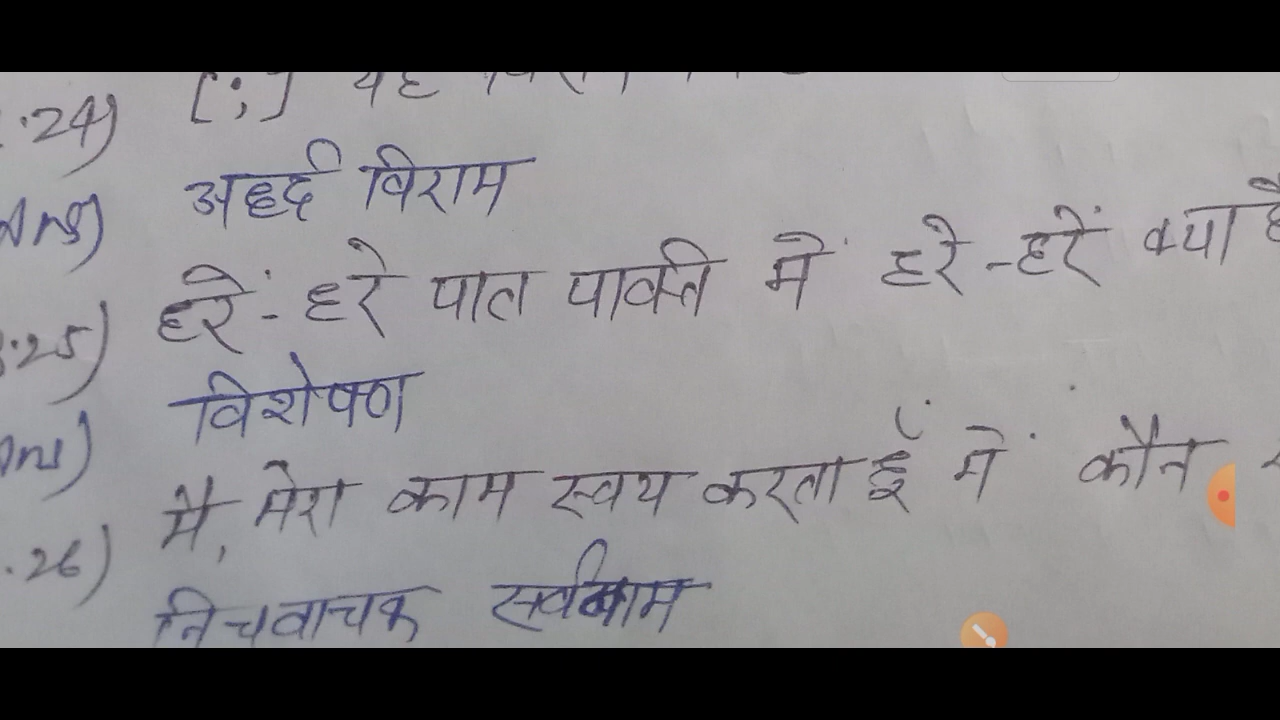 .24) [;] यह
Ans) अर्ध्द विराम
.25) हरें-हरे पात पाक्ति में हरे-हरें क्या है
Ans) विशेषण
.26) मै, मेरा काम स्वय करता हूँ में कौन
निचवाचक सर्वनाम